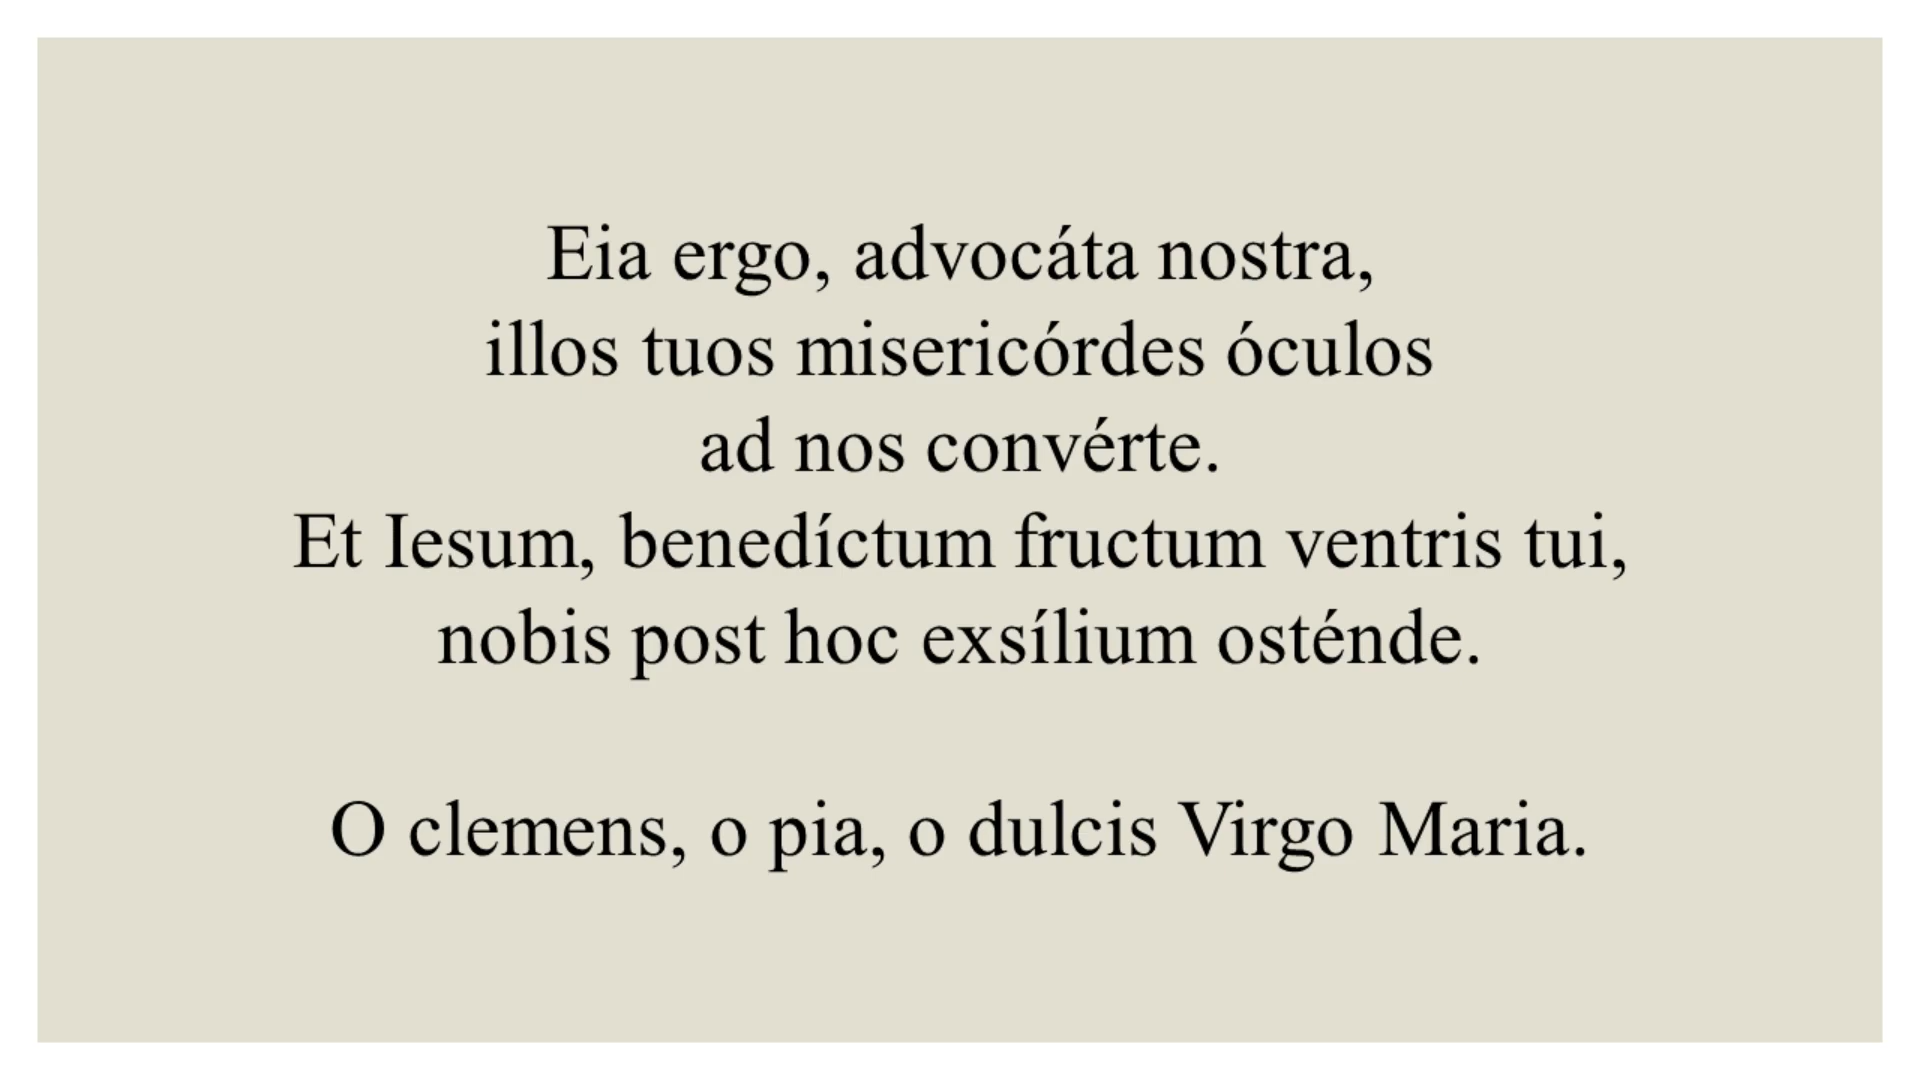 Eia ergo, advocáta nostra,
illos tuos misericórdes óculos
ad nos convérte.
Et Iesum, benedíctum fructum ventris tui,
nobis post hoc exsílium osténde.
O clemens, o pia, o dulcis Virgo Maria.